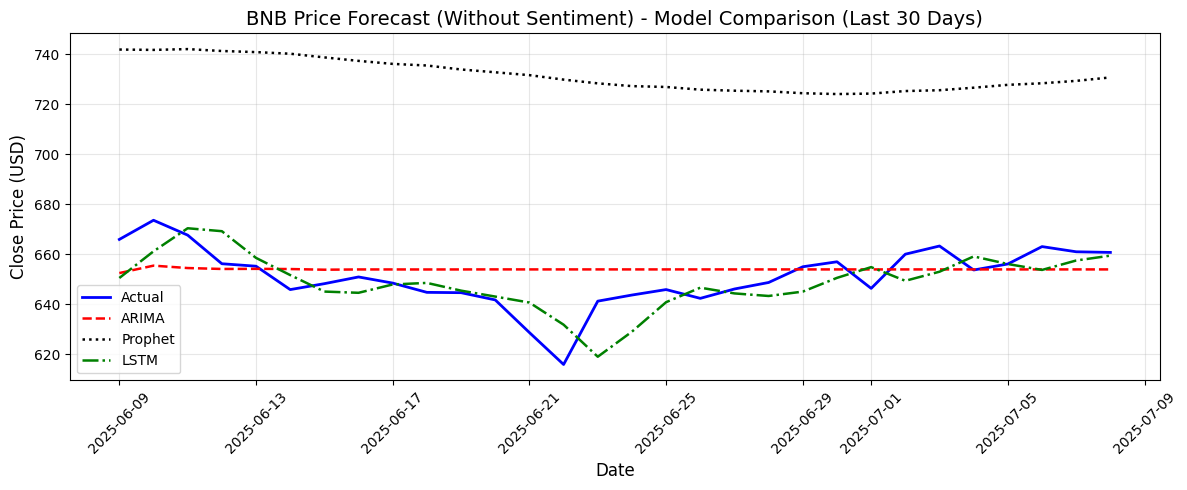 BNB Price Forecast (Without Sentiment) - Model Comparison (Last 30 Days)
Close Price (USD)
740
720
700
680
660
640
620
Actual
ARIMA
Prophet
LSTM
2025-06-09
2025-06-13
2025-06-17
2025-06-21
2025-06-25
2025-06-29
2025-07-01
2025-07-05
2025-07-09
Date